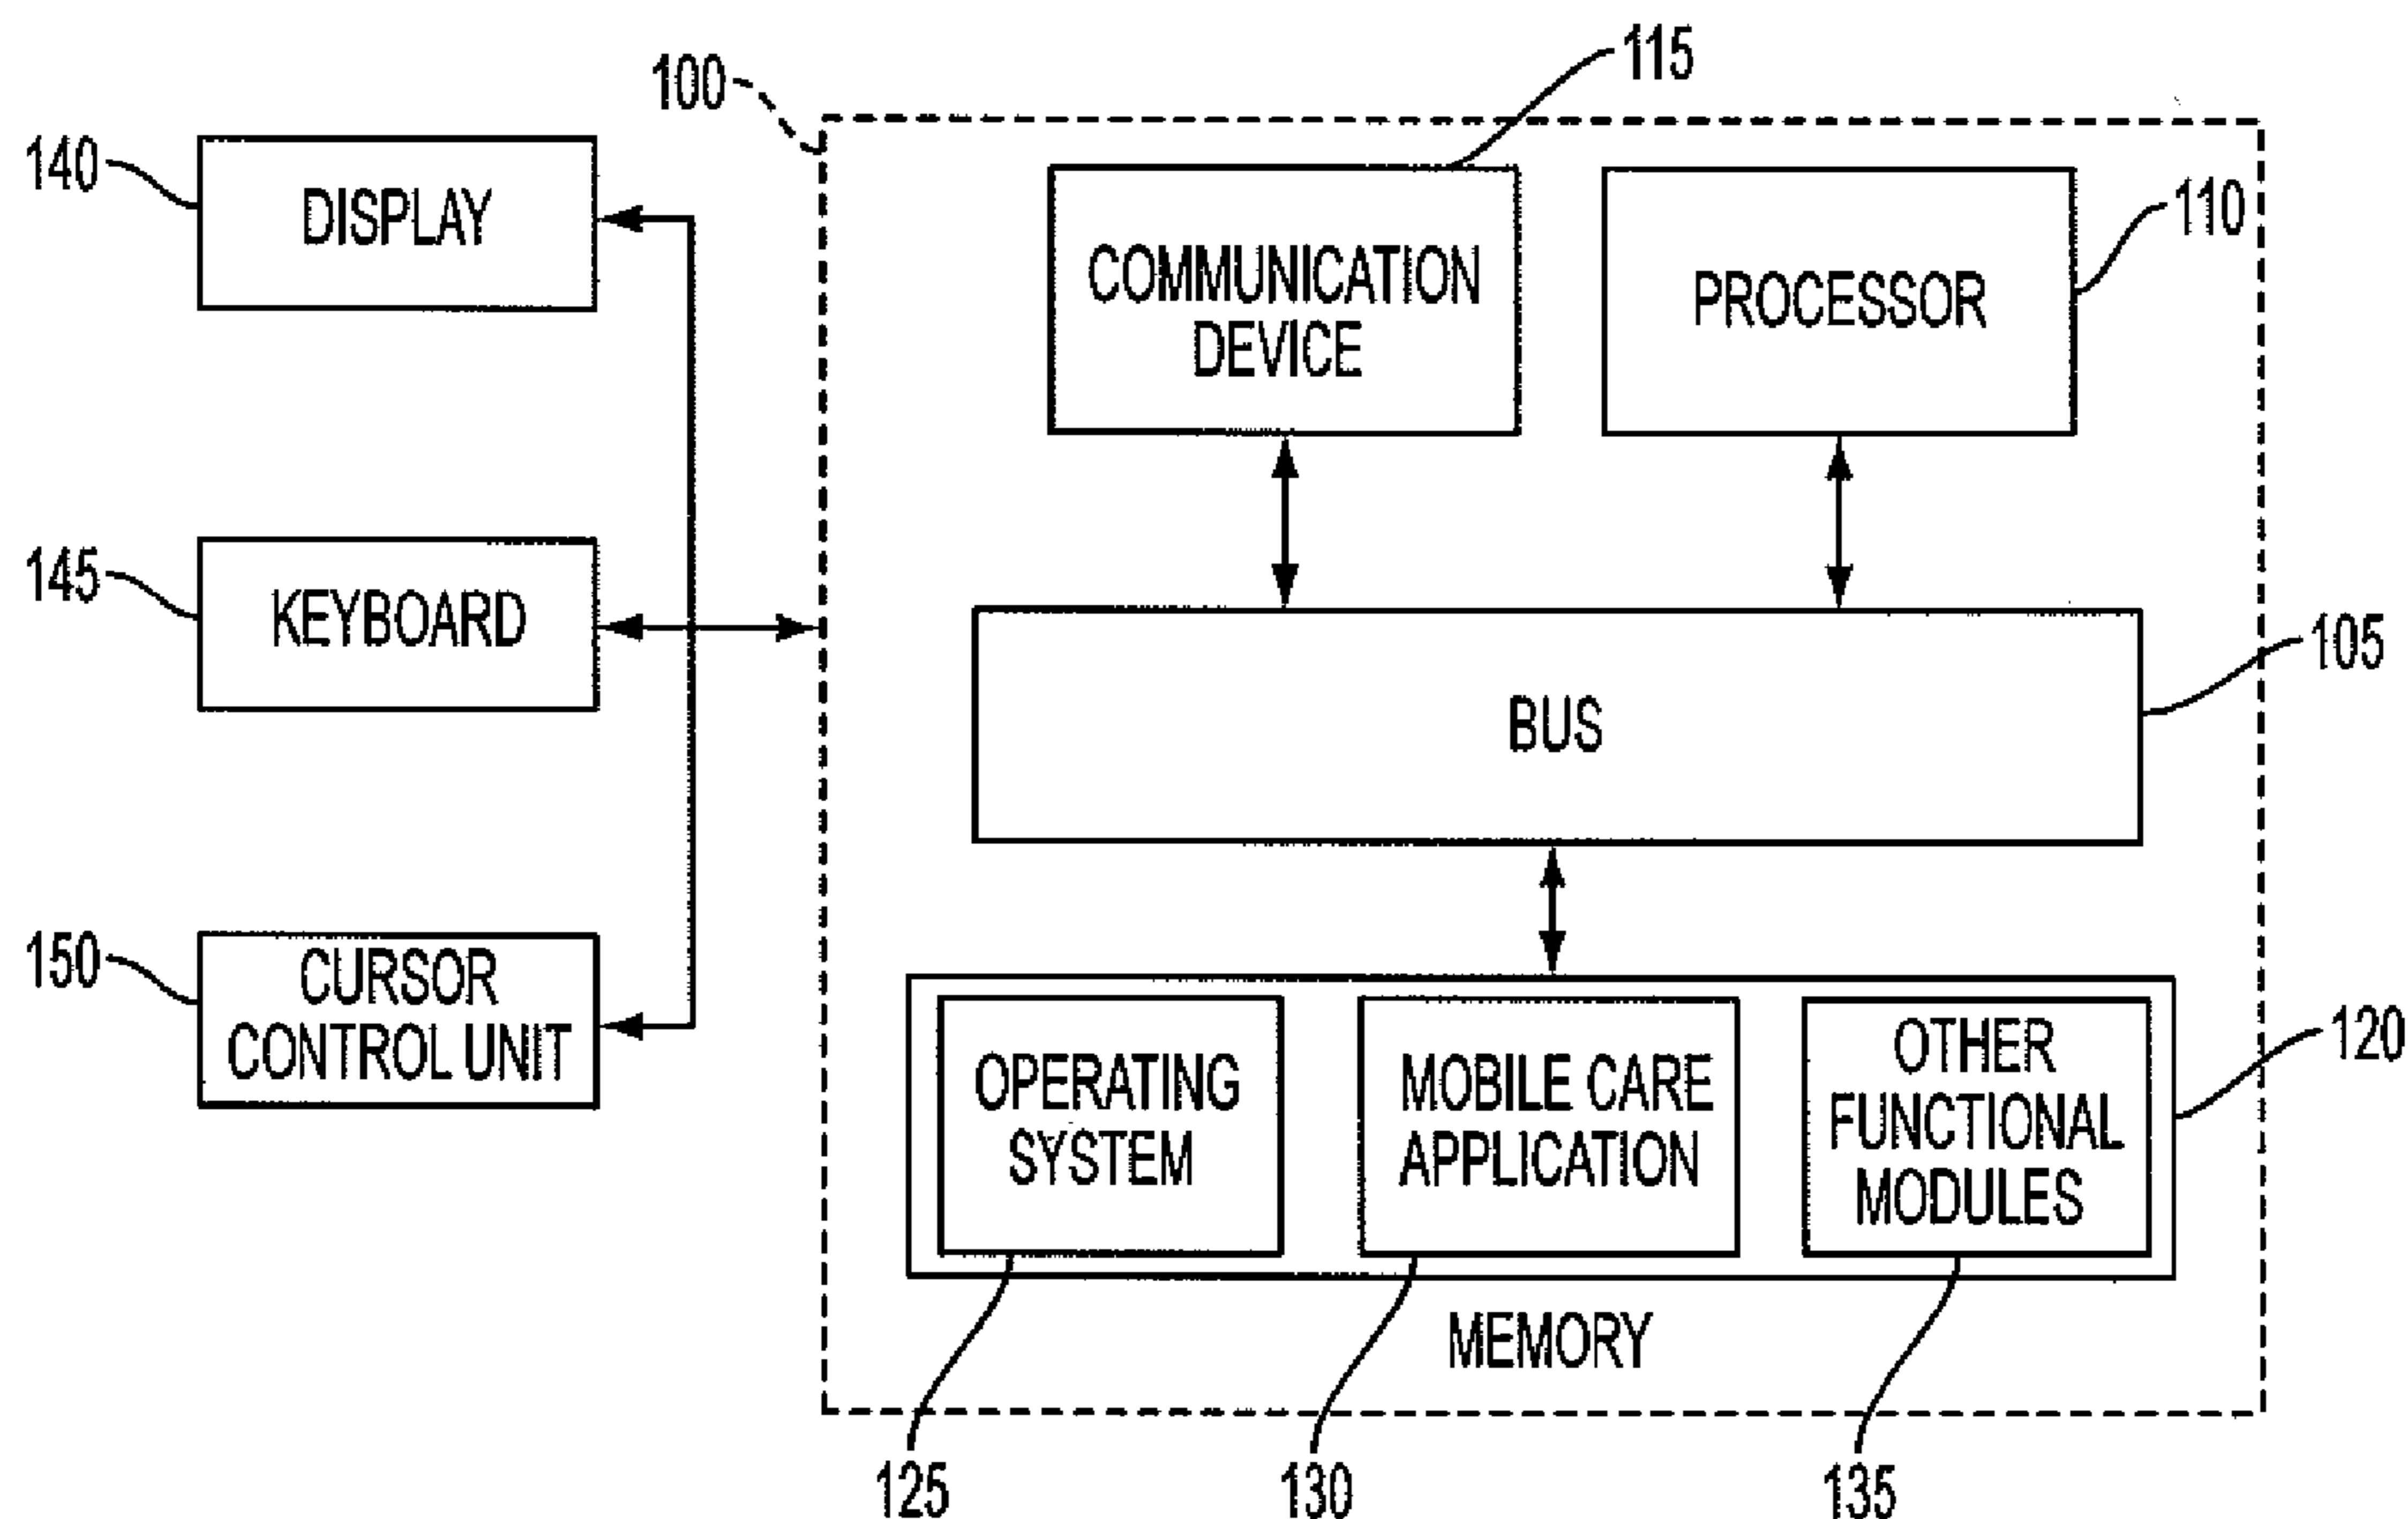 115
100
140
DISPLAY
COMMUNICATION
DEVICE
PROCESSOR
110
145
KEYBOARD
BUS
105
150
CURSOR
CONTROL UNIT
OPERATING
SYSTEM
MOBILE CARE
APPLICATION
OTHER
FUNCTIONAL
MODULES
120
MEMORY
125
130
135